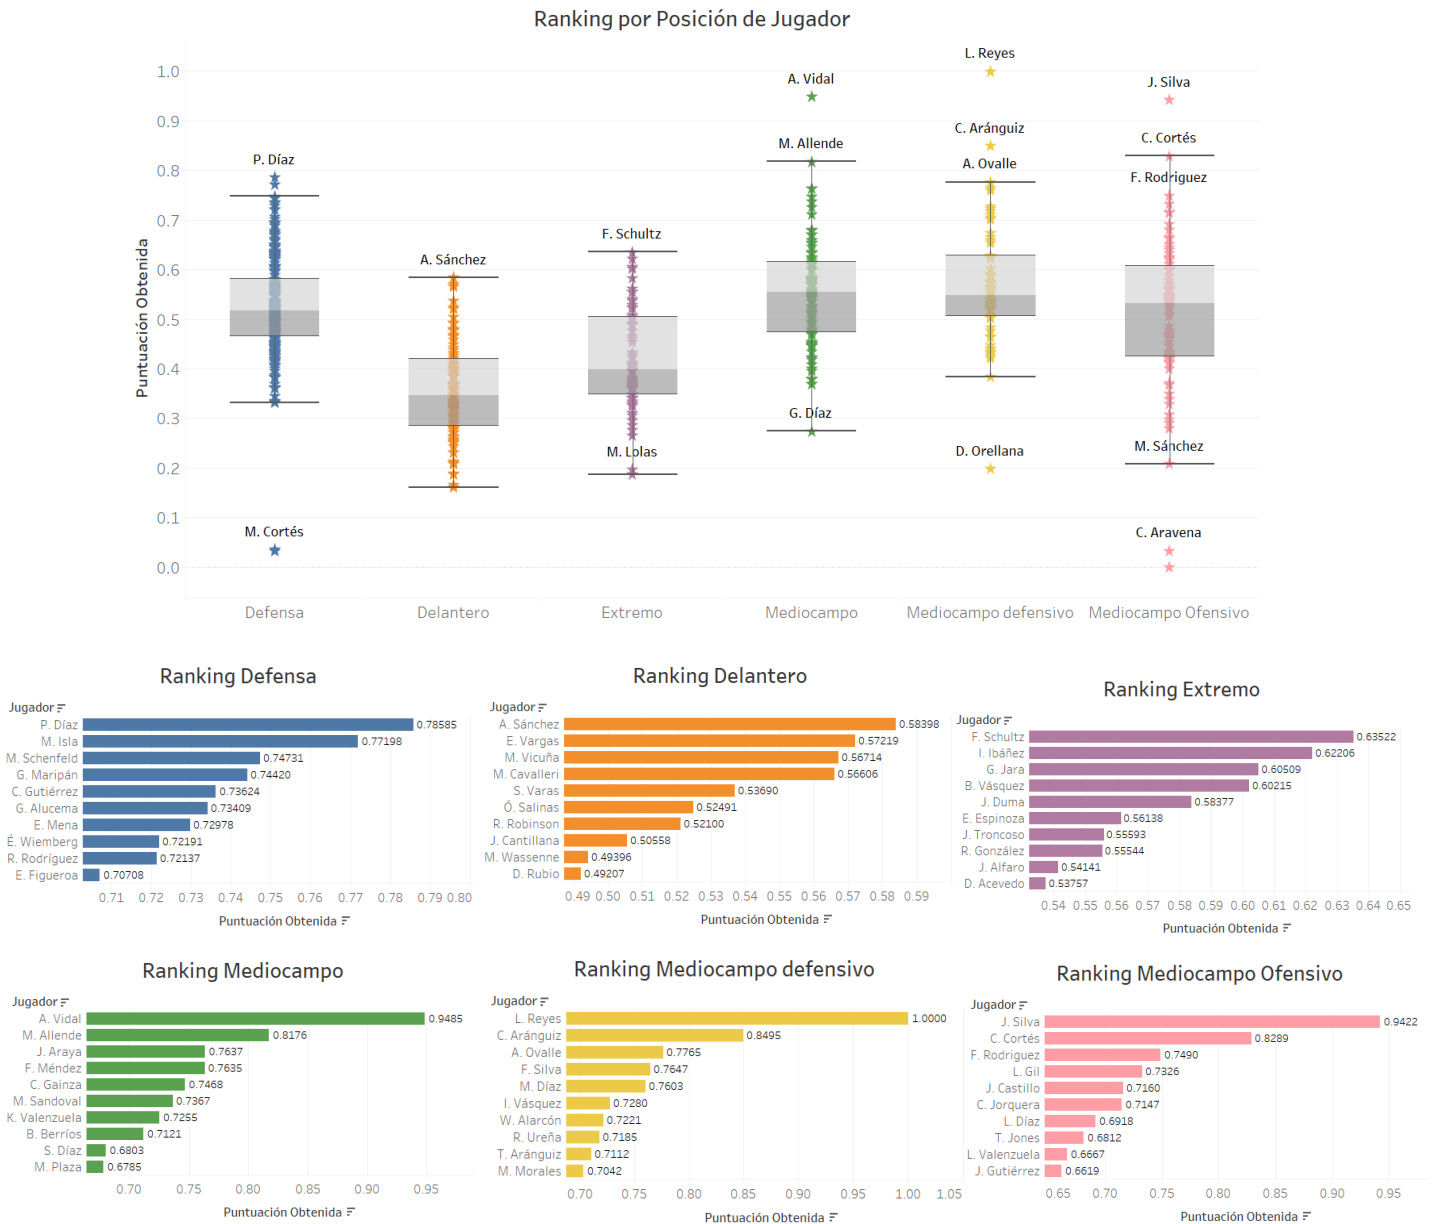 Ranking por Posición de Jugador
Puntuación Obtenida
1.0
0.9
0.8
0.7
0.6
0.5
0.4
0.3
0.2
0.1
0.0
P. Díaz
M. Cortés
A. Sánchez
F. Schultz
M. Lolas
A. Vidal
M. Allende
G. Díaz
L. Reyes
C. Aránguiz
A. Ovalle
D. Orellana
J. Silva
C. Cortés
F. Rodriguez
M. Sánchez
C. Aravena
Defensa Delantero Extremo Mediocampo Mediocampo defensivo Mediocampo Ofensivo
Ranking Defensa
Jugador
P. Díaz 0.78585
M. Isla 0.77198
M. Schenfeld 0.74731
G. Maripán 0.74420
C. Gutiérrez 0.73624
G. Alucema 0.73409
E. Mena 0.72978
É. Wiemberg 0.72191
R. Rodríguez 0.72137
E. Figueroa 0.70708
0.71 0.72 0.73 0.74 0.75 0.76 0.77 0.78 0.79 0.80
Puntuación Obtenida
Ranking Delantero
Jugador
A. Sánchez 0.58398
E. Vargas 0.57219
M. Vicuña 0.56714
M. Cavalleri 0.56606
S. Varas 0.53690
Ó. Salinas 0.52491
R. Robinson 0.52100
J. Cantillana 0.50558
M. Wassenne 0.49396
D. Rubio 0.49207
0.49 0.50 0.51 0.52 0.53 0.54 0.55 0.56 0.57 0.58 0.59
Puntuación Obtenida
Ranking Extremo
Jugador
F. Schultz 0.63522
I. Ibáñez 0.62206
G. Jara 0.60509
B. Vásquez 0.60215
J. Duma 0.58377
E. Espinoza 0.56138
J. Troncoso 0.55593
R. González 0.55544
J. Alfaro 0.54141
D. Acevedo 0.53757
0.54 0.55 0.56 0.57 0.58 0.59 0.60 0.61 0.62 0.63 0.64 0.65
Puntuación Obtenida
Ranking Mediocampo
Jugador
A. Vidal 0.9485
M. Allende 0.8176
J. Araya 0.7637
F. Méndez 0.7635
C. Gainza 0.7468
M. Sandoval 0.7367
K. Valenzuela 0.7255
B. Berríos 0.7121
S. Díaz 0.6803
M. Plaza 0.6785
0.70 0.75 0.80 0.85 0.90 0.95
Puntuación Obtenida
Ranking Mediocampo defensivo
Jugador
L. Reyes 1.0000
C. Aránguiz 0.8495
A. Ovalle 0.7765
F. Silva 0.7647
M. Díaz 0.7603
I. Vásquez 0.7280
W. Alarcón 0.7221
R. Ureña 0.7185
T. Aránguiz 0.7112
M. Morales 0.7042
0.70 0.75 0.80 0.85 0.90 0.95 1.00 1.05
Puntuación Obtenida
Ranking Mediocampo Ofensivo
Jugador
J. Silva 0.9422
C. Cortés 0.8289
F. Rodriguez 0.7490
L. Gil 0.7326
J. Castillo 0.7160
C. Jorquera 0.7147
L. Díaz 0.6918
T. Jones 0.6812
L. Valenzuela 0.6667
J. Gutiérrez 0.6619
0.65 0.70 0.75 0.80 0.85 0.90 0.95
Puntuación Obtenida